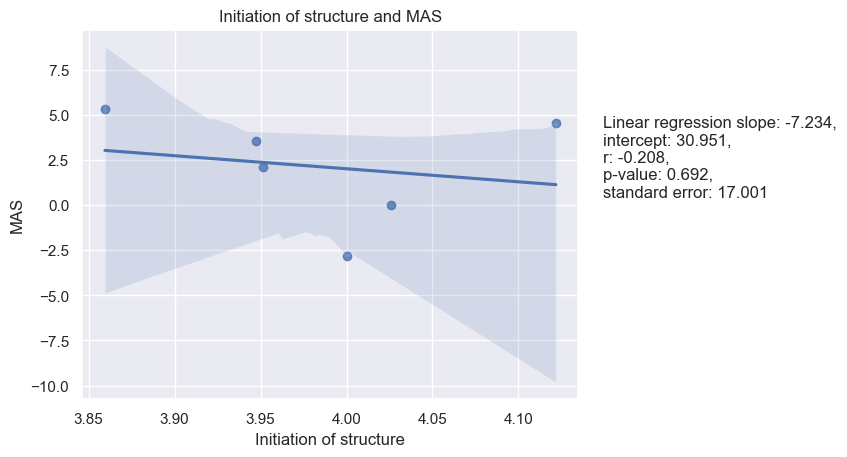 Initiation of structure and MAS
7.5
5.0
2.5
0.0
−2.5
−5.0
−7.5
−10.0
MAS
3.85
3.90
3.95
4.00
4.05
4.10
Initiation of structure
Linear regression slope: -7.234,
intercept: 30.951,
r: -0.208,
p-value: 0.692,
standard error: 17.001